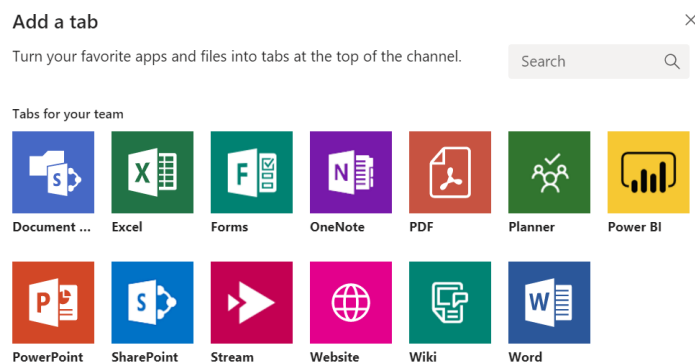 Add a tab
Turn your favorite apps and files into tabs at the top of the channel.
Search
Tabs for your team
Document ...
Excel
Forms
OneNote
PDF
Planner
Power BI
PowerPoint
SharePoint
Stream
Website
Wiki
Word